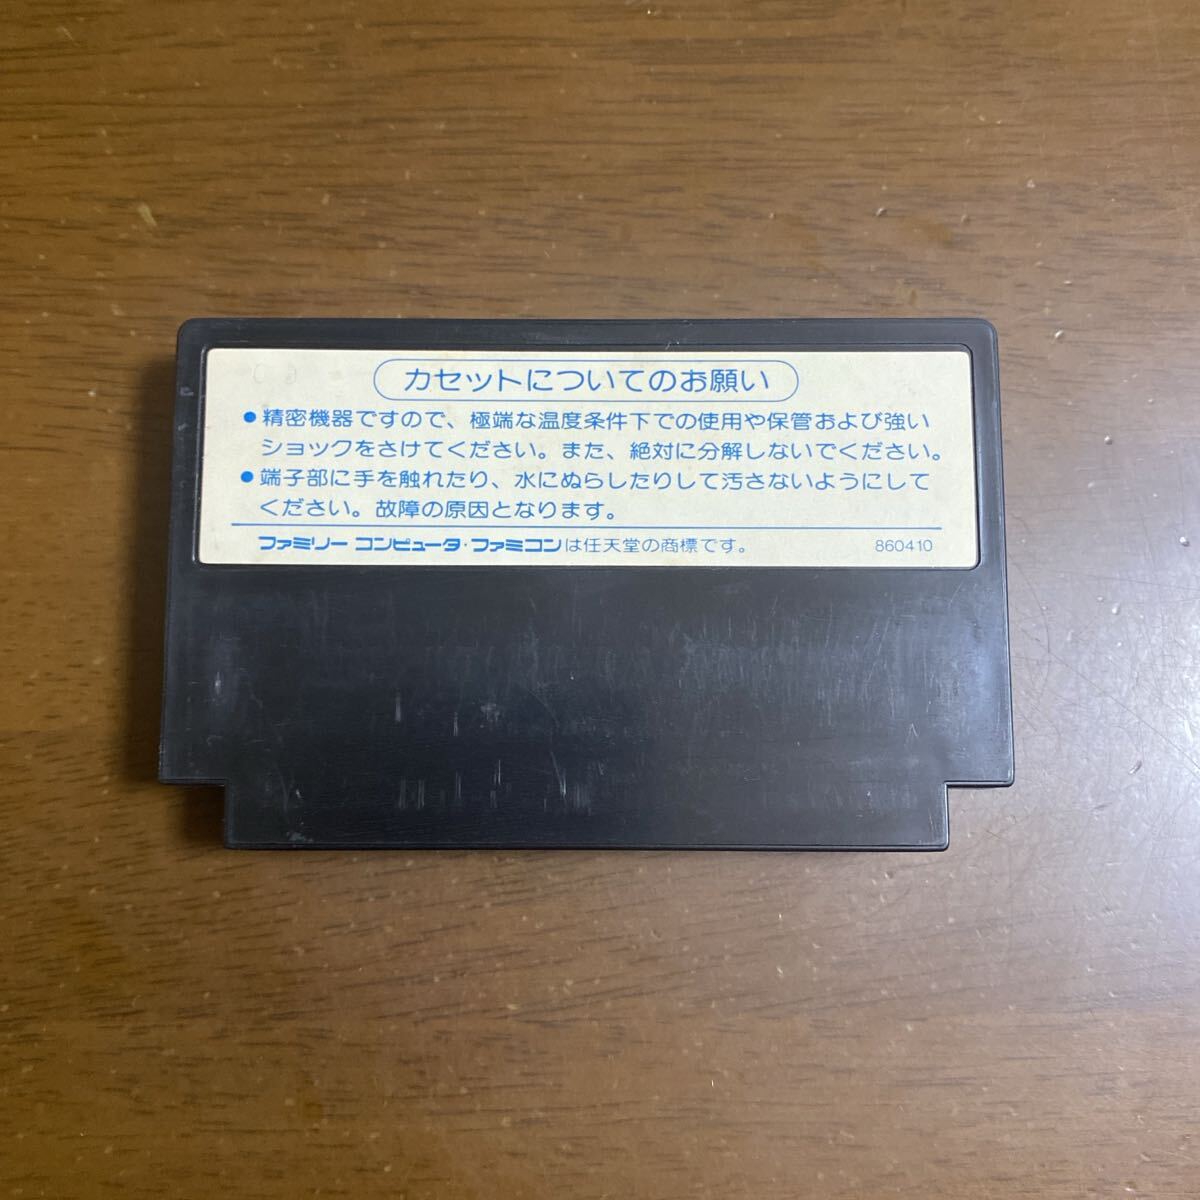 カセットについてのお願い
●精密機器ですので、極端な温度条件下での使用や保管および強い
ショックをさけてください。また、絶対に分解しないでください。
●端子部に手を触れたり、水にぬらしたりして汚さないようにして
ください。故障の原因となります。
ファミリー コンピュータ・ファミコンは任天堂の商標です。 860410